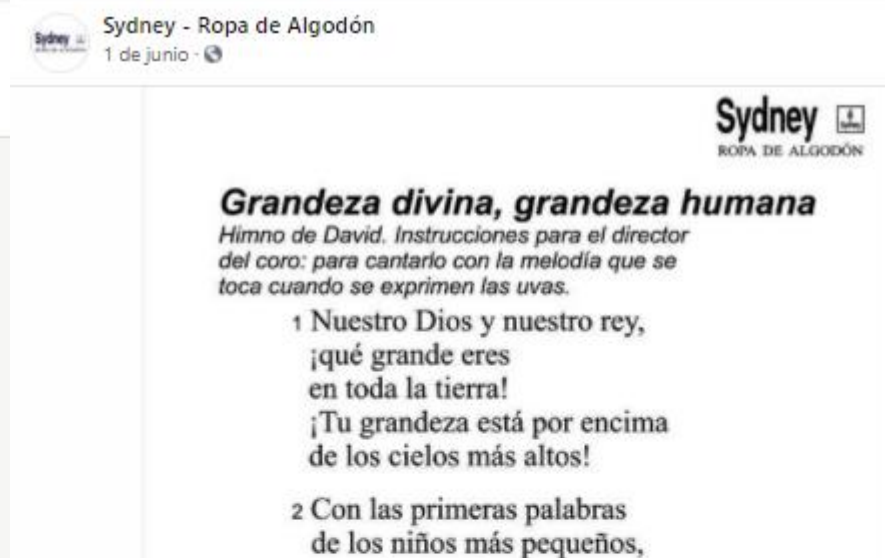 Sydney
Sydney - Ropa de Algodón
1 de junio ·
Sydney
ROPA DE ALGODÓN
Grandeza divina, grandeza humana
Himno de David. Instrucciones para el director
del coro: para cantarlo con la melodía que se
toca cuando se exprimen las uvas.
1 Nuestro Dios y nuestro rey,
¡qué grande eres
en toda la tierra!
¡Tu grandeza está por encima
de los cielos más altos!
2 Con las primeras palabras
de los niños más pequeños,